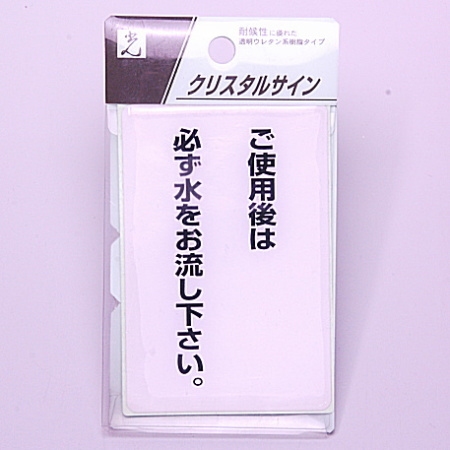 光
耐候性に優れた
透明ウレタン系樹脂タイプ
クリスタルサイン
ご使用後は
必ず水をお流し下さい。